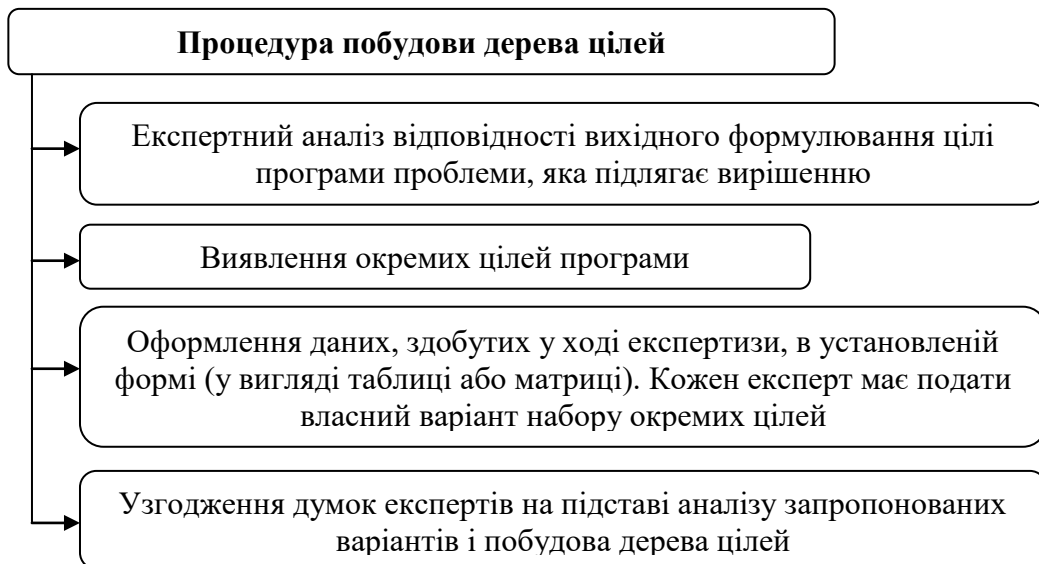 Процедура побудови дерева цілей
Експертний аналіз відповідності вихідного формулювання цілі
програми проблеми, яка підлягає вирішенню
Виявлення окремих цілей програми
Оформлення даних, здобутих у ході експертизи, в установленій
формі (у вигляді таблиці або матриці). Кожен експерт має подати
власний варіант набору окремих цілей
Узгодження думок експертів на підставі аналізу запропонованих
варіантів і побудова дерева цілей